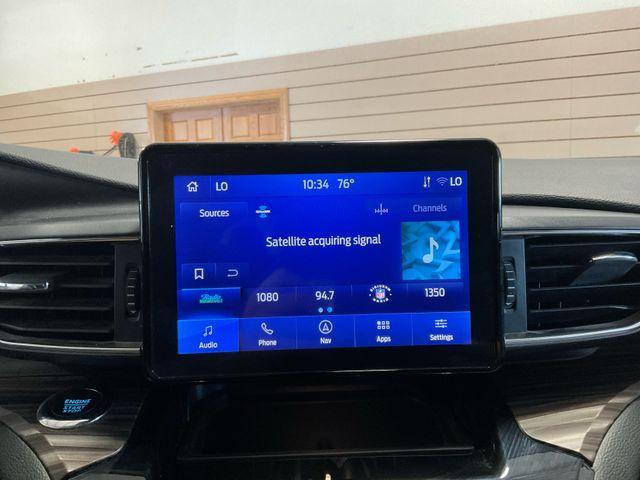 LO 10:34 76° LO
Sources Channels
Satellite acquiring signal
1080 94.7 1350
Audio Phone Nav Apps Settings
ENGINE
START
STOP